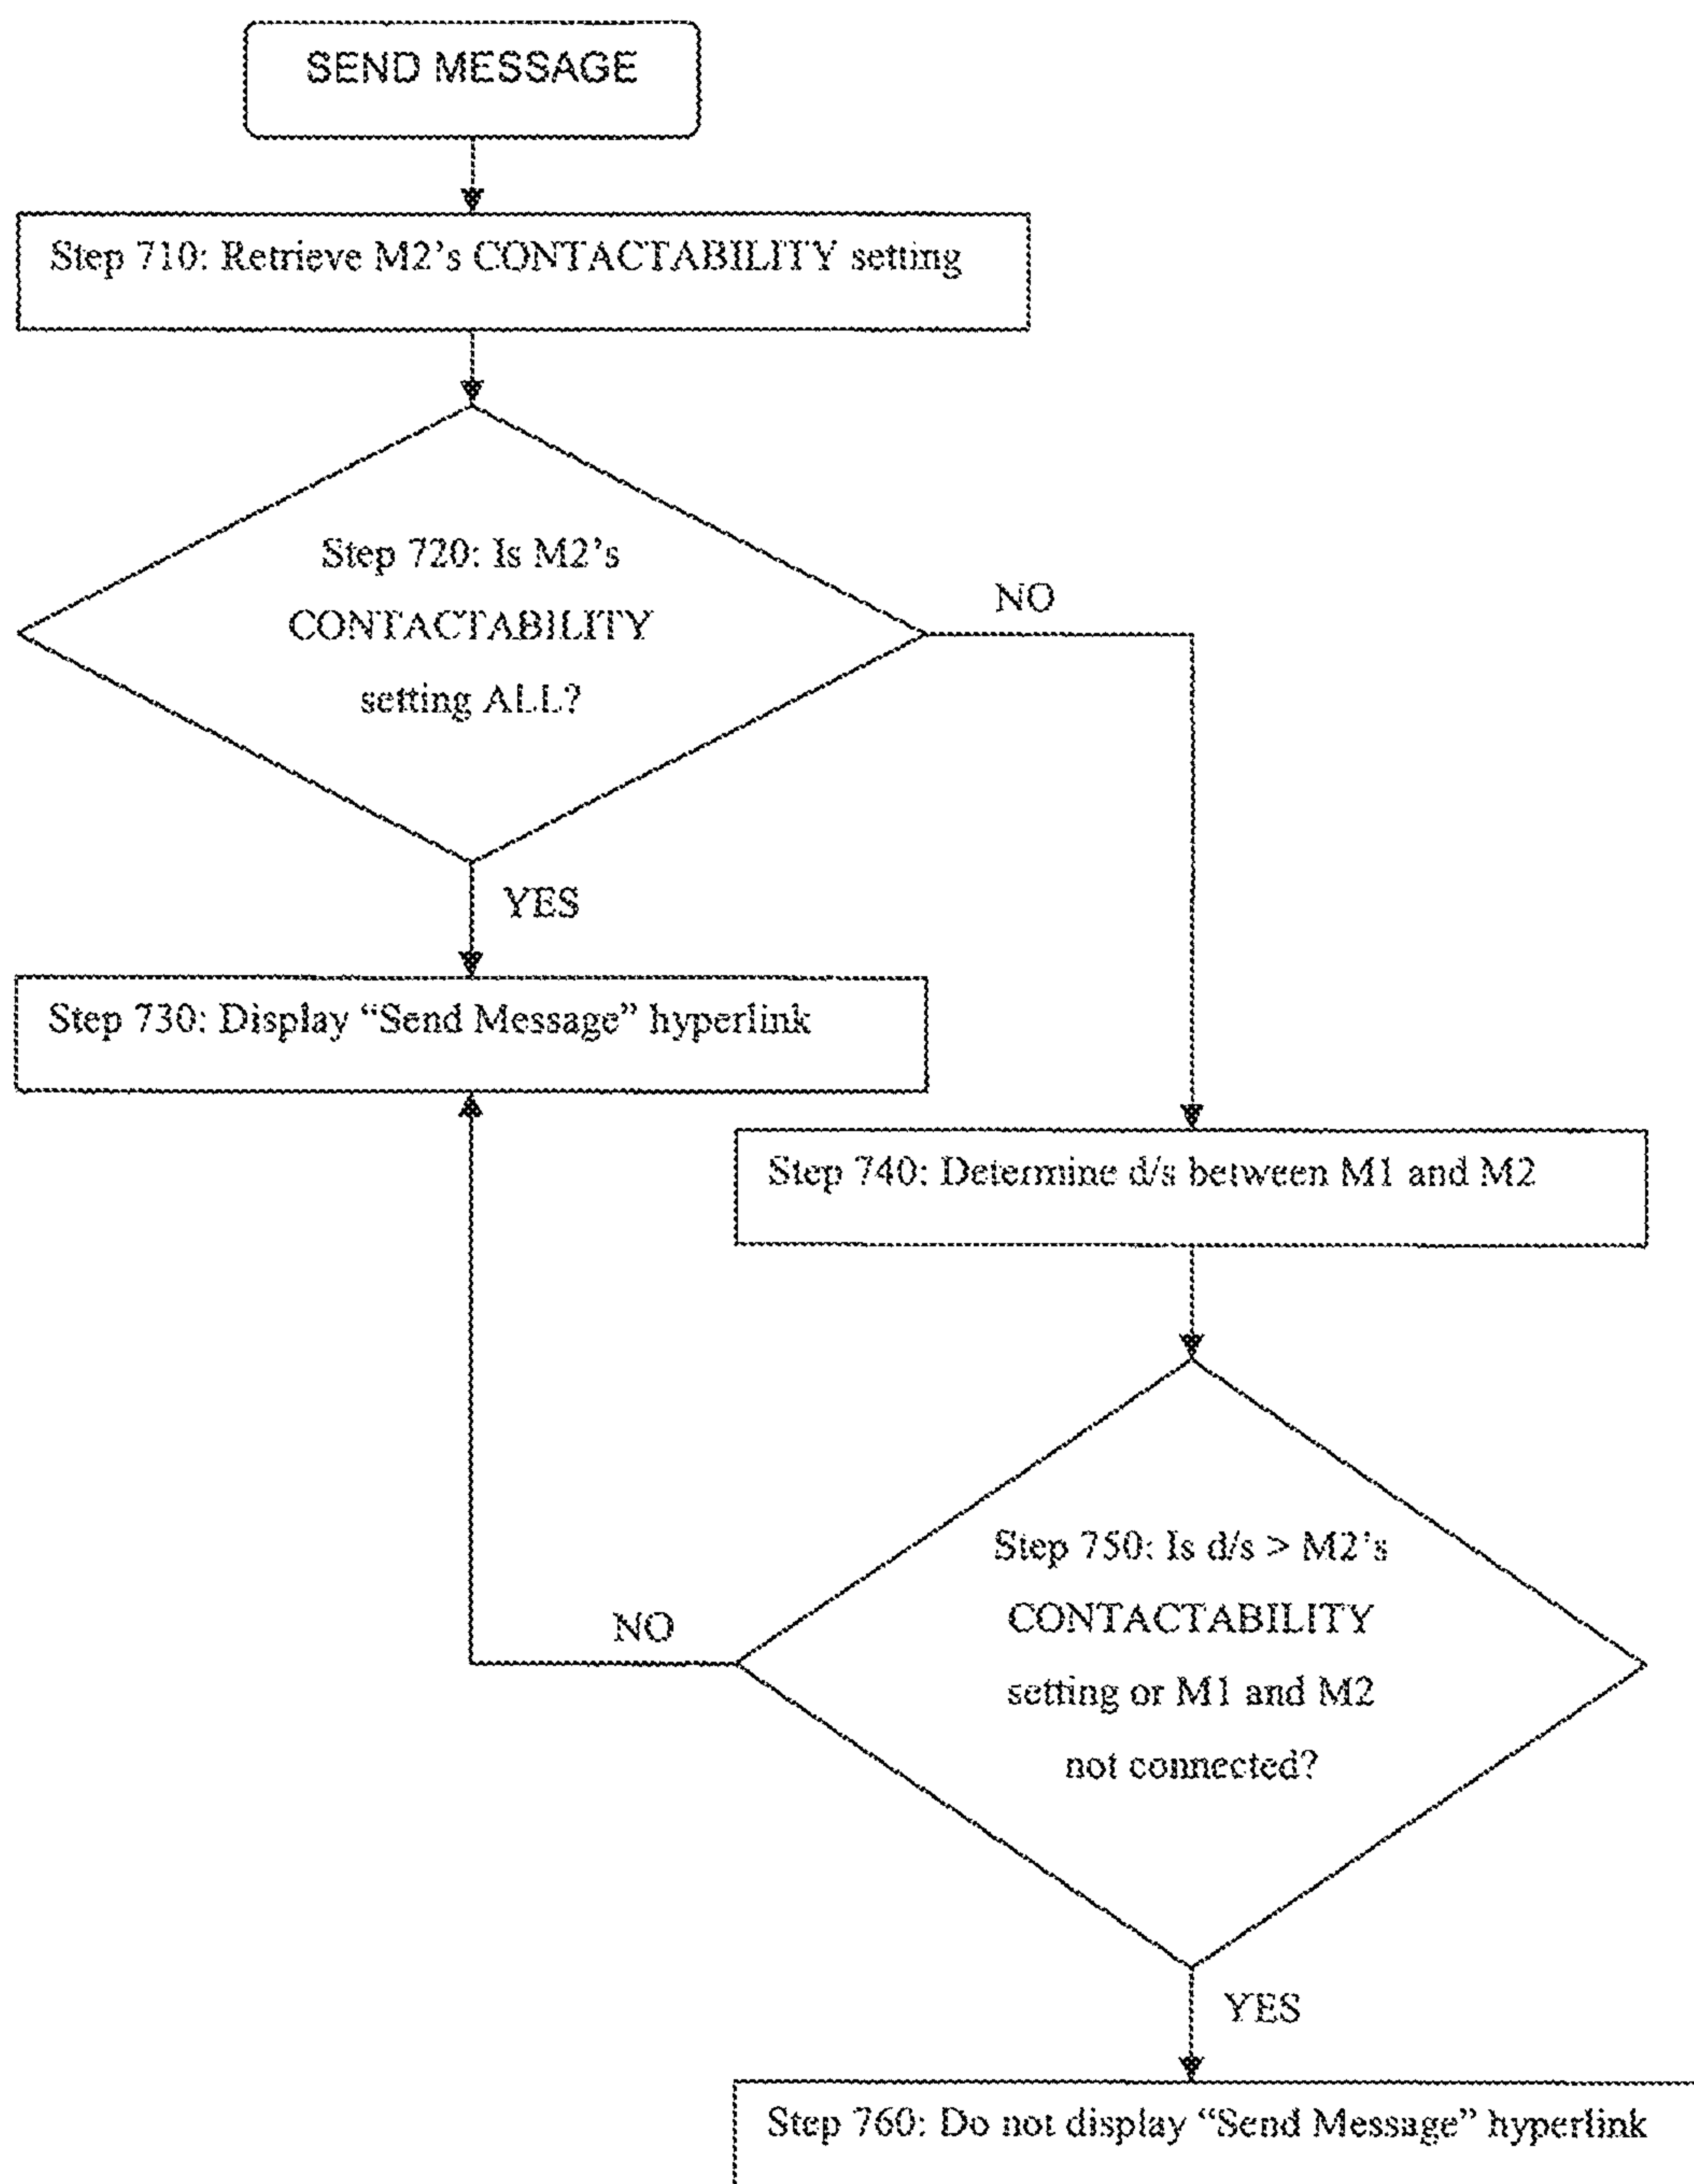 SEND MESSAGE
Step 710: Retrieve M2’s CONTACTABILITY setting
Step 720: Is M2’s
CONTACTABILITY
setting ALL?
NO
YES
Step 730: Display “Send Message” hyperlink
Step 740: Determine d/s between M1 and M2
Step 750: Is d/s > M2’s
CONTACTABILITY
setting or M1 and M2
not connected?
NO
YES
Step 760: Do not display “Send Message” hyperlink